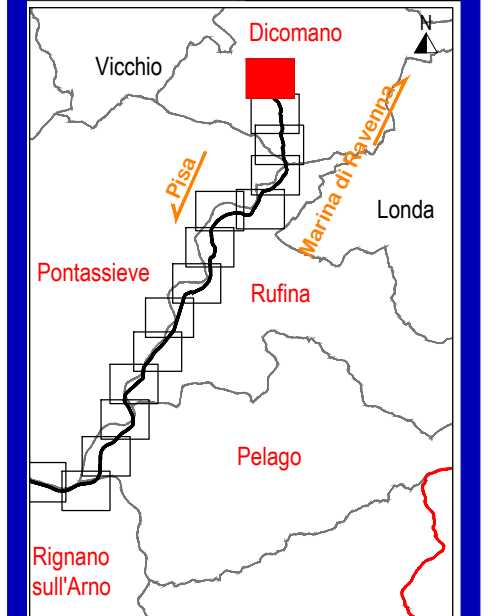 N
Dicomano
Vicchio
Marina di Ravenna
Pisa
Londa
Pontassieve
Rufina
Pelago
Rignano
sull'Arno